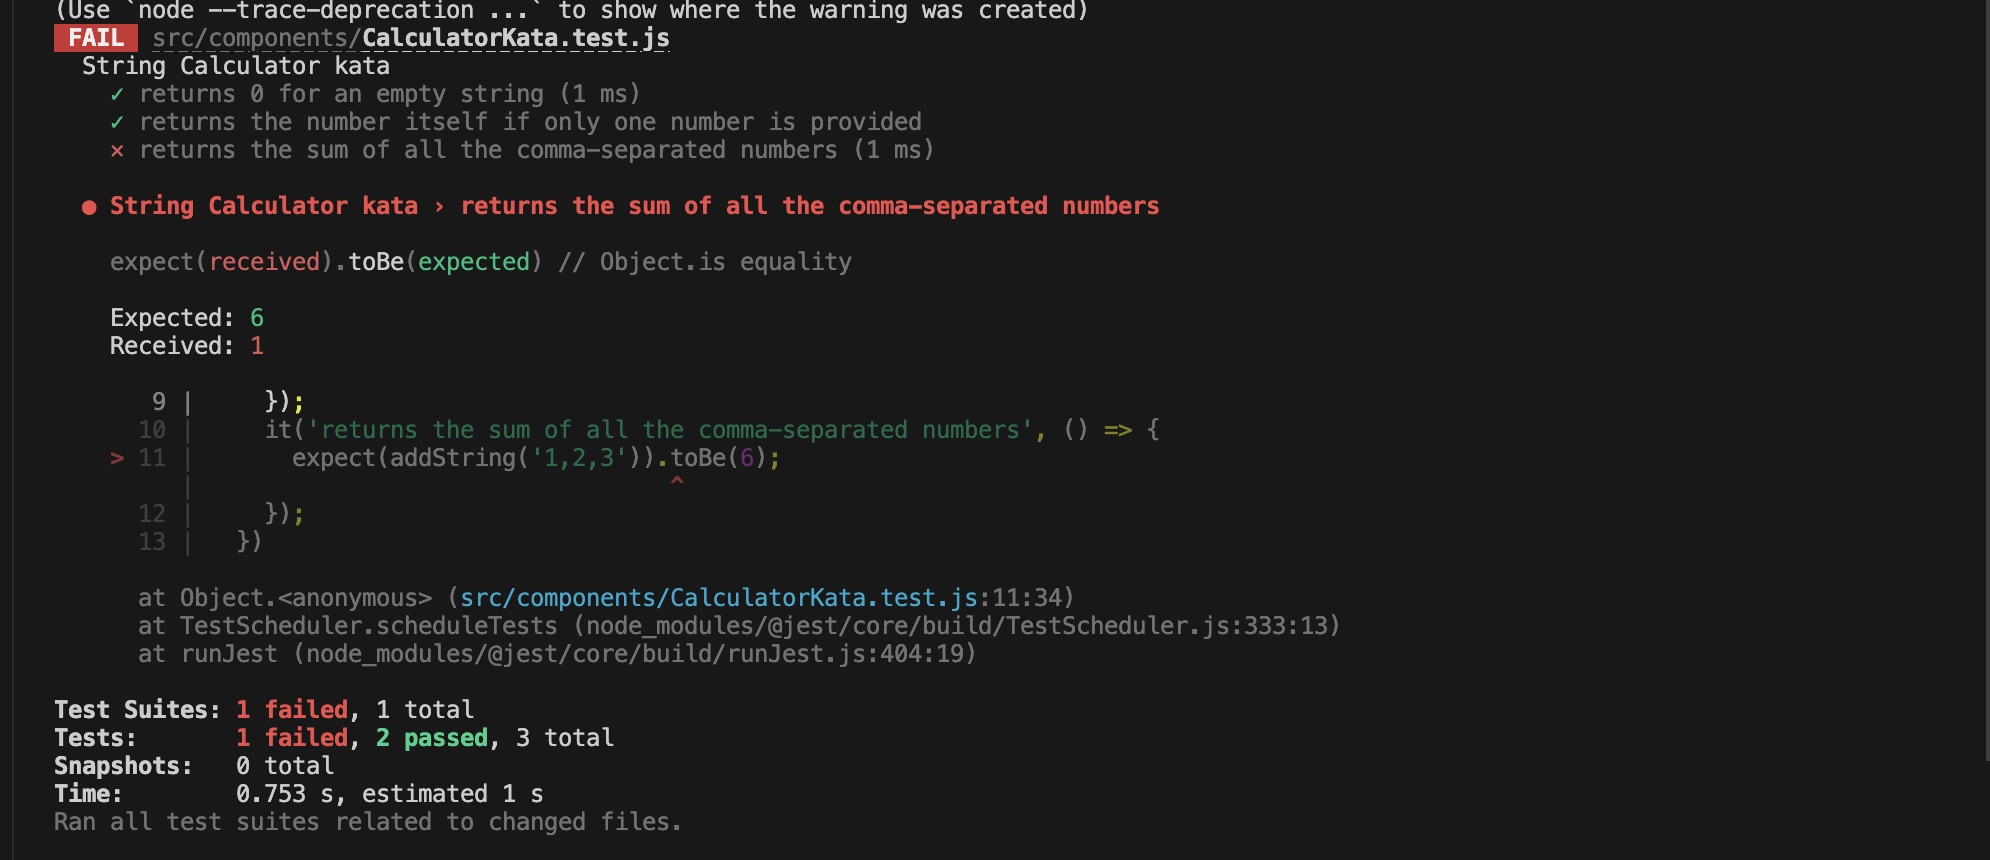 (Use `node --trace-deprecation ...` to show where the warning was created)
FAIL src/components/CalculatorKata.test.js
String Calculator kata
✓ returns 0 for an empty string (1 ms)
✓ returns the number itself if only one number is provided
✕ returns the sum of all the comma-separated numbers (1 ms)
● String Calculator kata › returns the sum of all the comma-separated numbers
expect(received).toBe(expected) // Object.is equality
Expected: 6
Received: 1
9 |     });
10 |     it('returns the sum of all the comma-separated numbers', () => {
> 11 |       expect(addString('1,2,3')).toBe(6);
|                                  ^
12 |     });
13 |   })
at Object.<anonymous> (src/components/CalculatorKata.test.js:11:34)
at TestScheduler.scheduleTests (node_modules/@jest/core/build/TestScheduler.js:333:13)
at runJest (node_modules/@jest/core/build/runJest.js:404:19)
Test Suites: 1 failed, 1 total
Tests:       1 failed, 2 passed, 3 total
Snapshots:   0 total
Time:        0.753 s, estimated 1 s
Ran all test suites related to changed files.